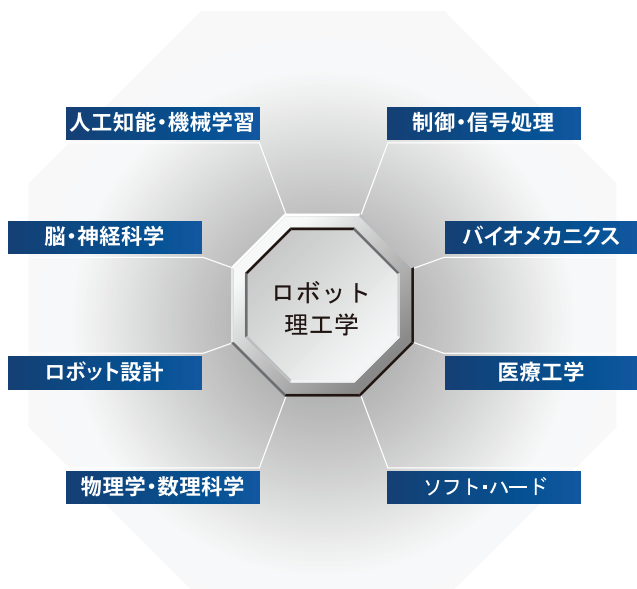 人工知能・機械学習
制御・信号処理
脳・神経科学
バイオメカニクス
ロボット
理工学
ロボット設計
医療工学
物理学・数理科学
ソフト・ハード